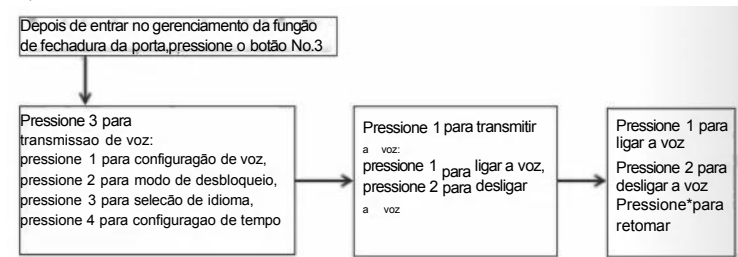 Depois de entrar no gerenciamento da fungão
de fechadura da porta,pressione o botão No.3
Pressione 3 para
transmissao de voz:
pressione 1 para configuragão de voz,
pressione 2 para modo de desbloqueio,
pressione 3 para selecão de idioma,
pressione 4 para configuragao de tempo
Pressione 1 para transmitir
a voz:
pressione 1 para ligar a voz,
pressione 2 para desligar
a voz
Pressione 1 para
ligar a voz
Pressione 2 para
desligar a voz
Pressione*para
retomar